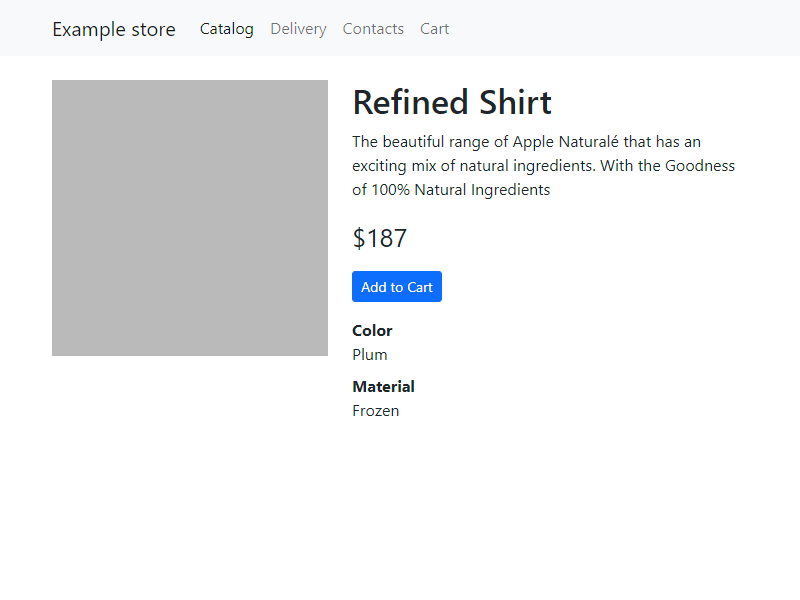 Example store Catalog Delivery Contacts Cart
Refined Shirt
The beautiful range of Apple Naturalé that has an
exciting mix of natural ingredients. With the Goodness
of 100% Natural Ingredients
$187
Add to Cart
Color
Plum
Material
Frozen